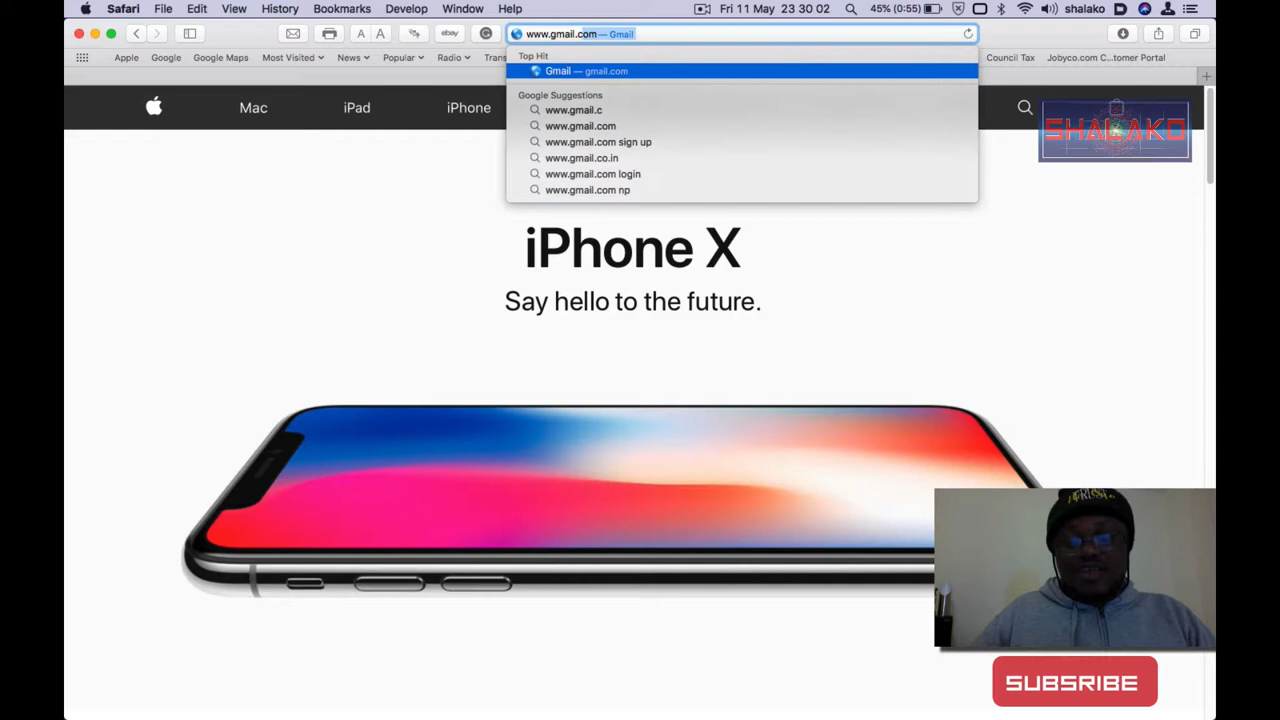 Safari File Edit View History Bookmarks Develop Window Help Fri 11 May 23 30 02 45% (0:55) shalako
A A ebay www.gmail.com — Gmail
Apple Google Google Maps Most Visited News Popular Radio Trans Council Tax Jobyco.com C...tomer Portal
Top Hit
Gmail — gmail.com
Google Suggestions
www.gmail.c
www.gmail.com
www.gmail.com sign up
www.gmail.co.in
www.gmail.com login
www.gmail.com np
Mac iPad iPhone
SHALAKO
iPhone X
Say hello to the future.
SUBSRIBE